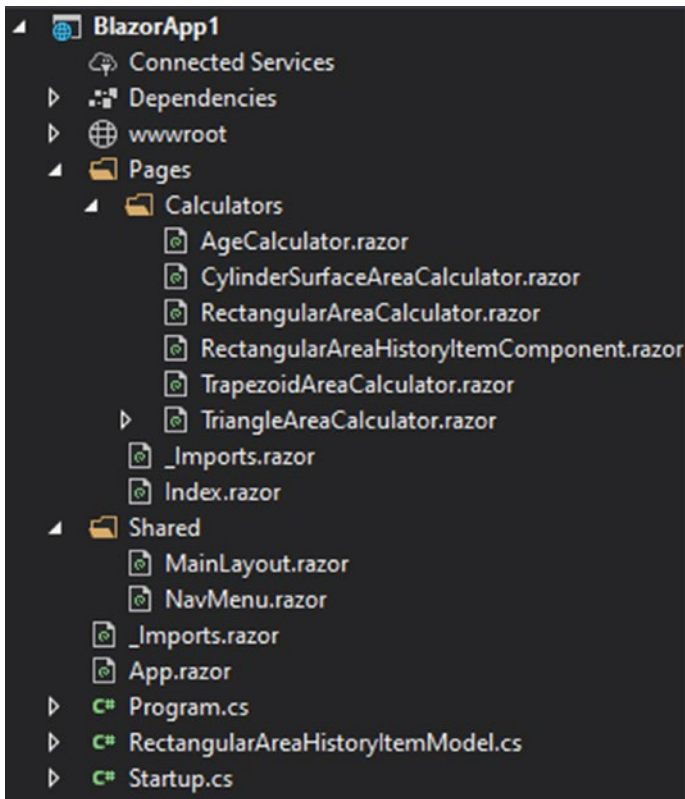 BlazorApp1
Connected Services
Dependencies
wwwroot
Pages
Calculators
AgeCalculator.razor
CylinderSurfaceAreaCalculator.razor
RectangularAreaCalculator.razor
RectangularAreaHistoryItemComponent.razor
TrapezoidAreaCalculator.razor
TriangleAreaCalculator.razor
_Imports.razor
Index.razor
Shared
MainLayout.razor
NavMenu.razor
_Imports.razor
App.razor
C# Program.cs
C# RectangularAreaHistoryItemModel.cs
C# Startup.cs